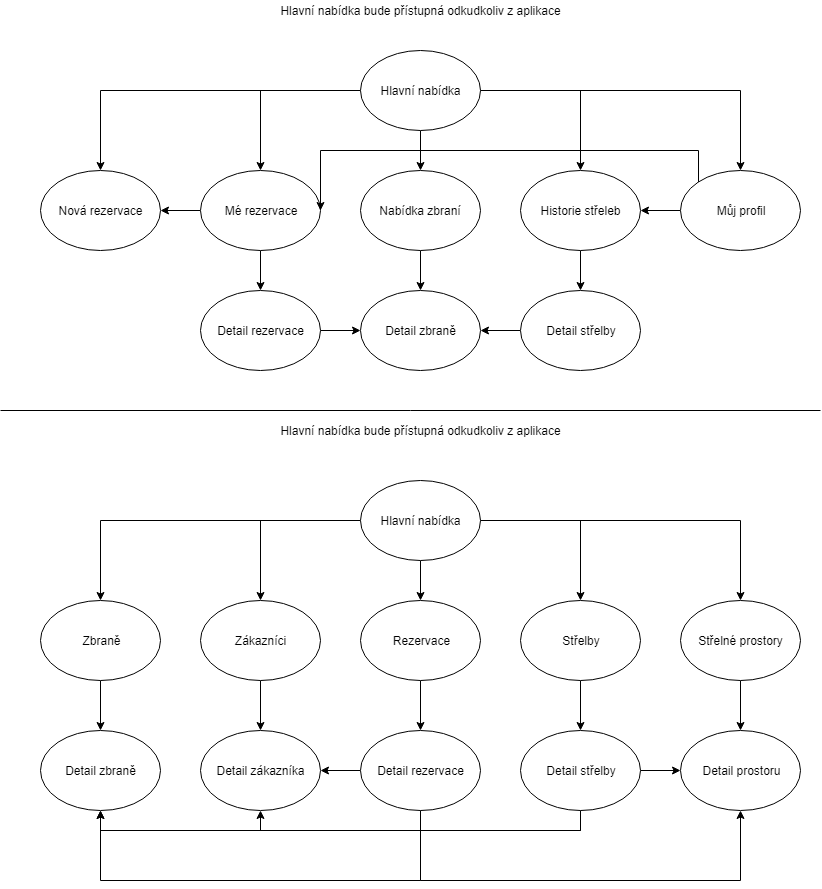 Hlavní nabídka bude přístupná odkudkoliv z aplikace
Hlavní nabídka
Nová rezervace
Mé rezervace
Nabídka zbraní
Historie střeleb
Můj profil
Detail rezervace
Detail zbraně
Detail střelby
Hlavní nabídka bude přístupná odkudkoliv z aplikace
Hlavní nabídka
Zbraně
Zákazníci
Rezervace
Střelby
Střelné prostory
Detail zbraně
Detail zákazníka
Detail rezervace
Detail střelby
Detail prostoru